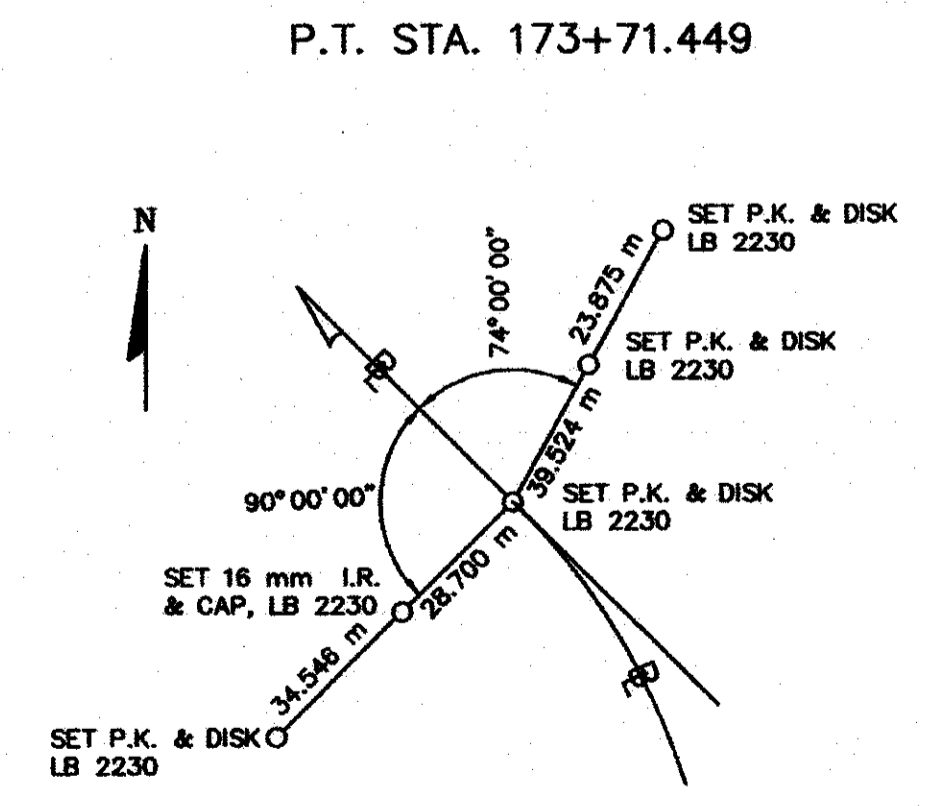 P.T. STA. 173+71.449
N
SET P.K. & DISK
LB 2230
23.875 m
74°00'00"
SET P.K. & DISK
LB 2230
39.524 m
90°00'00"
SET P.K. & DISK
LB 2230
SET 16 mm I.R.
& CAP, LB 2230
28.700 m
34.546 m
SET P.K. & DISK
LB 2230